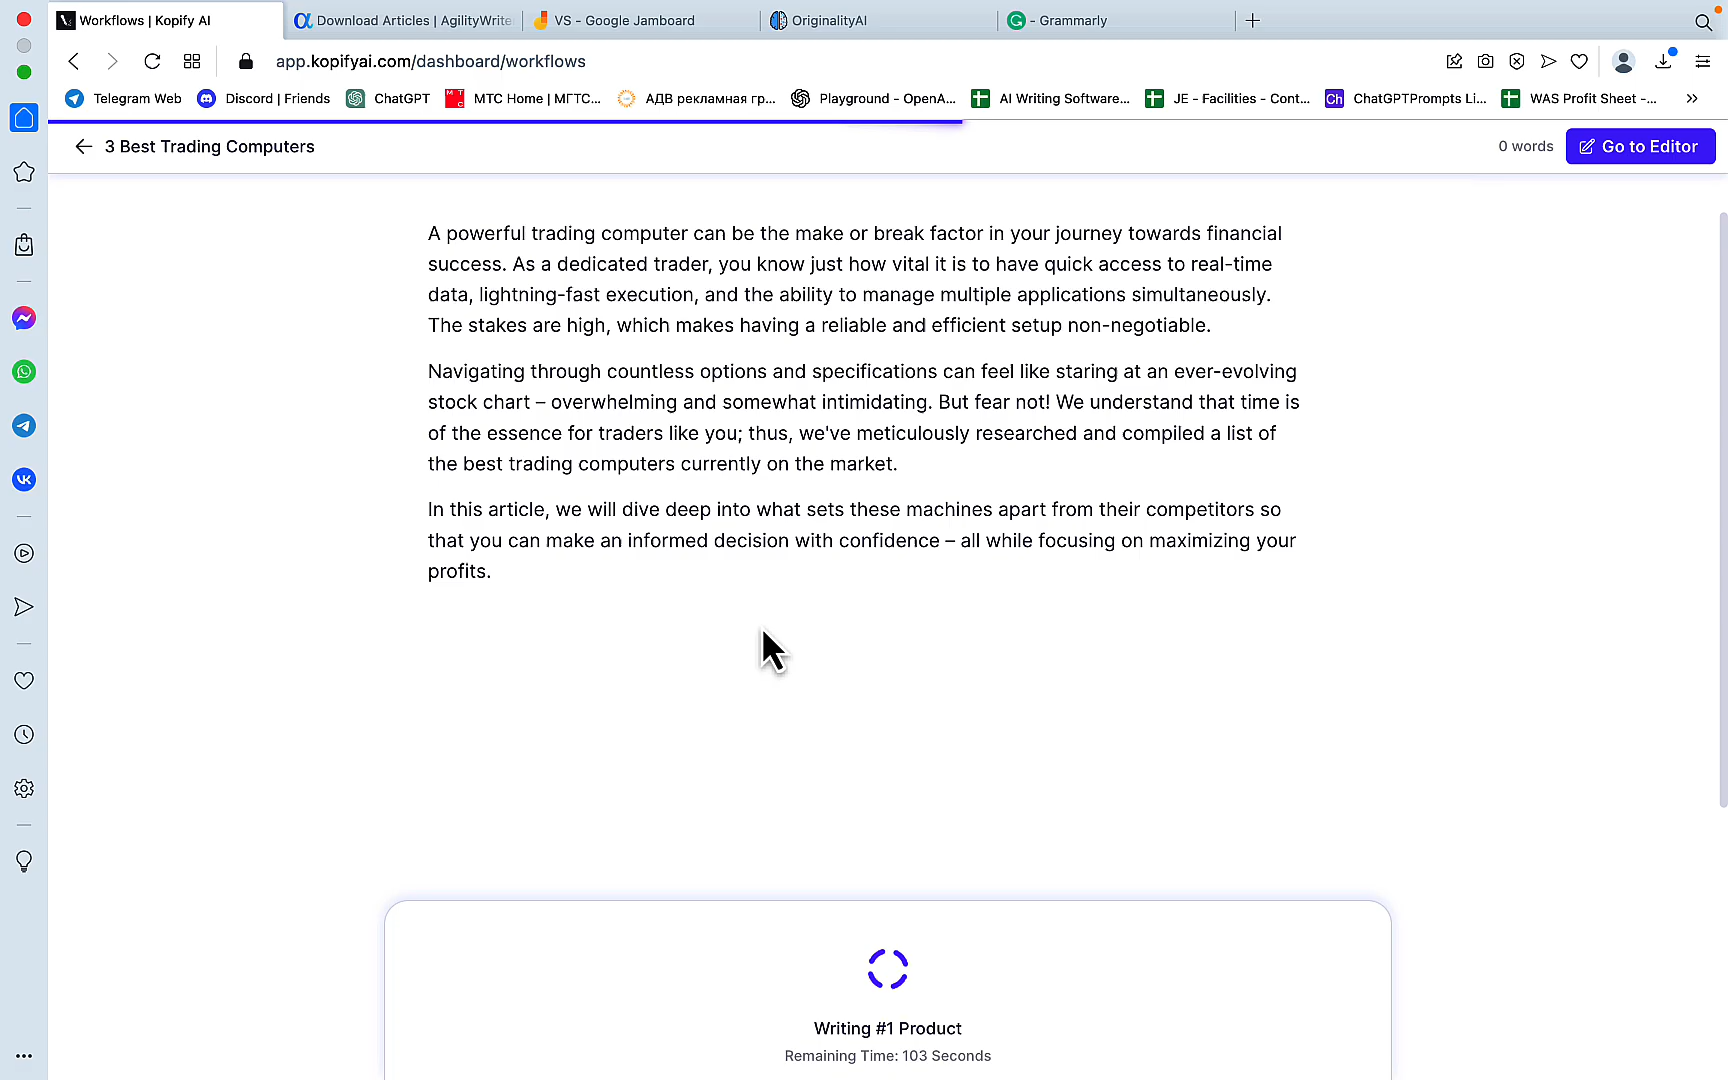 Workflows | Kopify AI
Download Articles | AgilityWrite
VS - Google Jamboard
OriginalityAI
- Grammarly
app.kopifyai.com/dashboard/workflows
Telegram Web
Discord | Friends
ChatGPT
МТС Home | МГТС...
АДВ рекламная гр...
Playground - OpenA...
AI Writing Software...
JE - Facilities - Cont...
Ch
ChatGPTPrompts Li...
WAS Profit Sheet -...
3 Best Trading Computers
0 words
Go to Editor
A powerful trading computer can be the make or break factor in your journey towards financial
success. As a dedicated trader, you know just how vital it is to have quick access to real-time
data, lightning-fast execution, and the ability to manage multiple applications simultaneously.
The stakes are high, which makes having a reliable and efficient setup non-negotiable.
Navigating through countless options and specifications can feel like staring at an ever-evolving
stock chart – overwhelming and somewhat intimidating. But fear not! We understand that time is
of the essence for traders like you; thus, we've meticulously researched and compiled a list of
the best trading computers currently on the market.
In this article, we will dive deep into what sets these machines apart from their competitors so
that you can make an informed decision with confidence – all while focusing on maximizing your
profits.
Writing #1 Product
Remaining Time: 103 Seconds